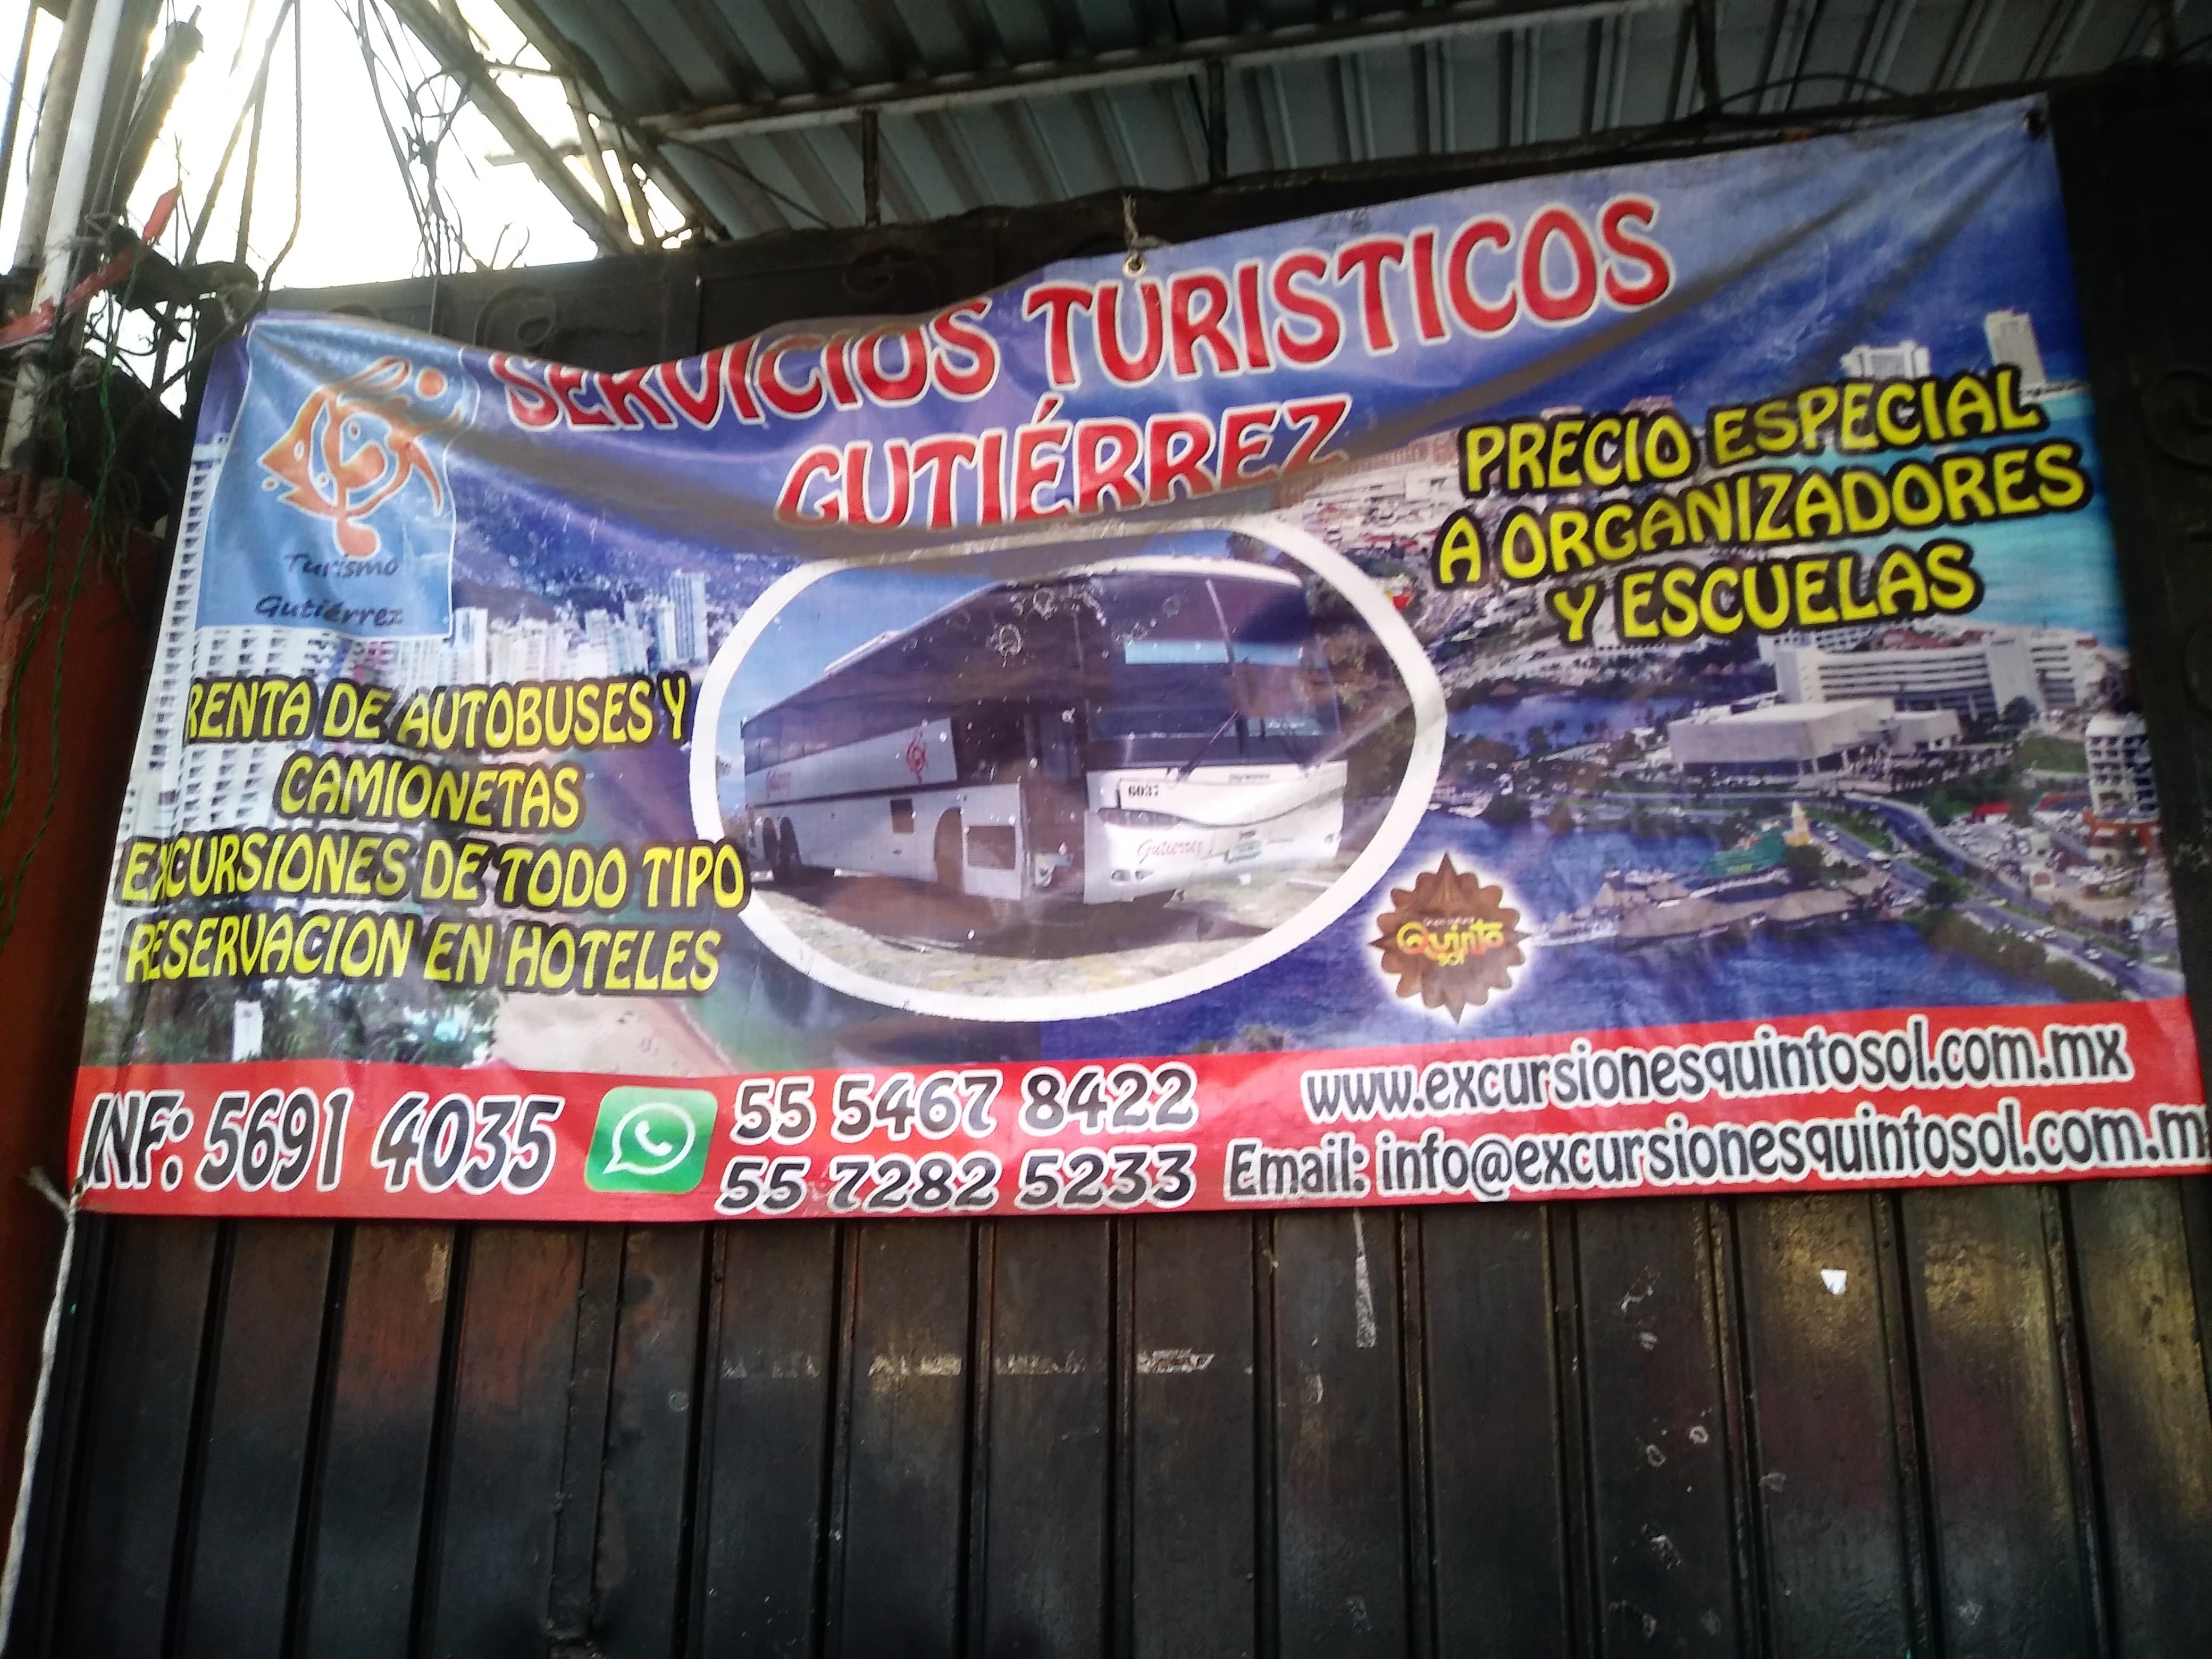 SERVICIOS TURISTICOS
GUTIÉRREZ
Turismo
Gutiérrez
PRECIO ESPECIAL
A ORGANIZADORES
Y ESCUELAS
RENTA DE AUTOBUSES Y
CAMIONETAS
EXCURSIONES DE TODO TIPO
RESERVACION EN HOTELES
6037
Gutierrez
Quinto
sol
INF: 5691 4035
55 5467 8422
55 7282 5233
www.excursionesquintosol.com.mx
Email: info@excursionesquintosol.com.m